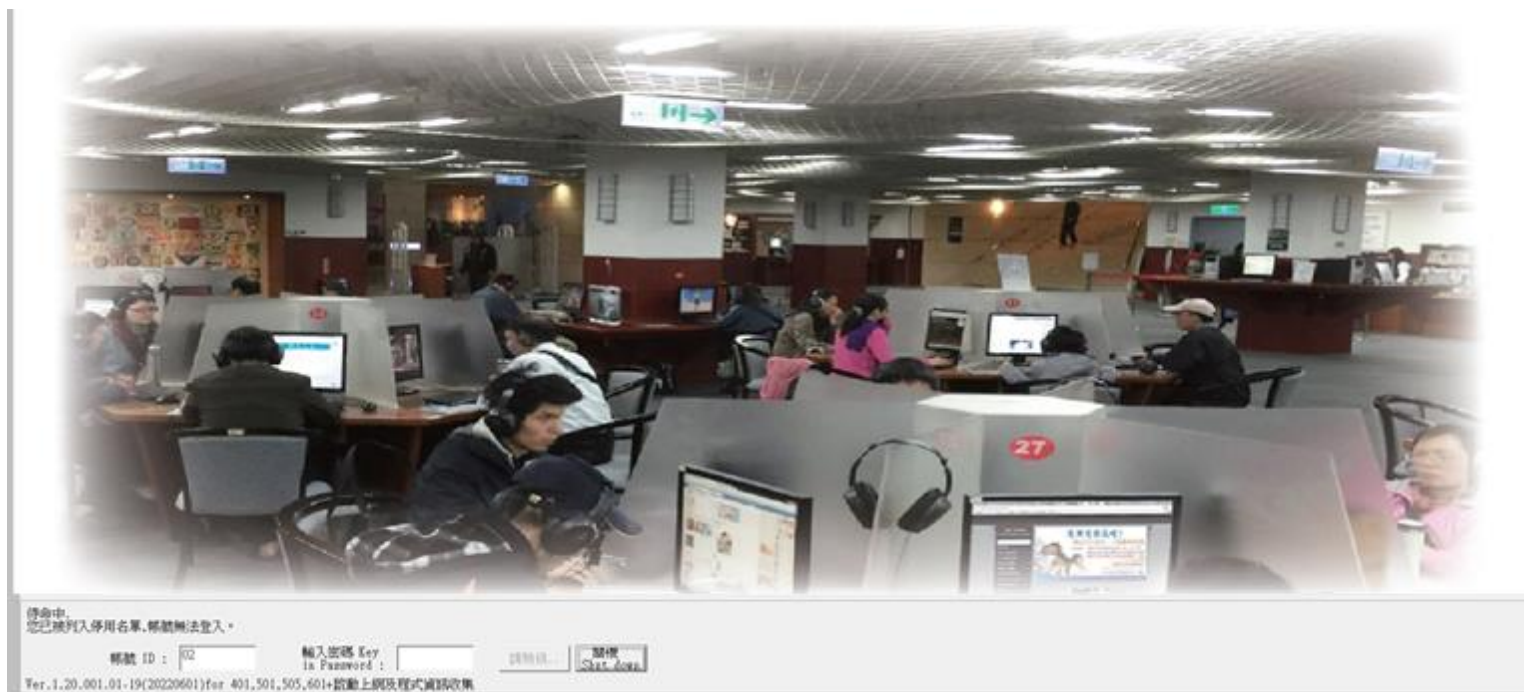 27
待命中.
您已被列入停用名單,帳號無法登入。
帳號 ID : 02
輸入密碼 Key
in Password :
請稍候...
關機
Shut down
Ver.1.20.001.01-19(20220601)for 401,501,505,601+啟動上網及程式資訊收集